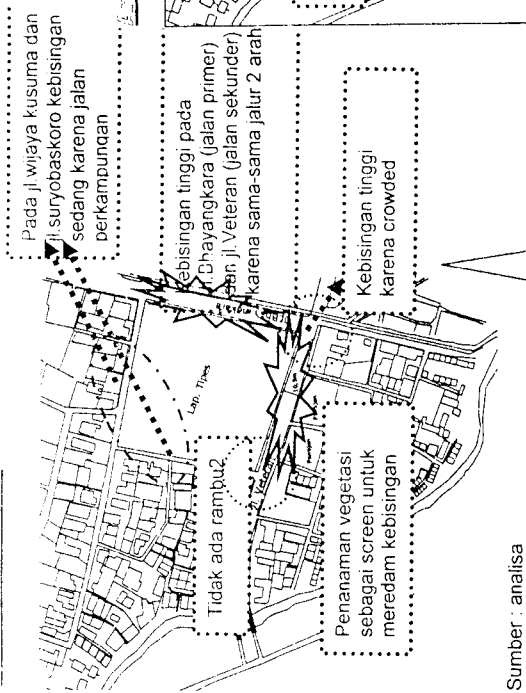 Pada jl.wijaya kusuma dan
jl.suryobaskoro kebisingan
sedang karena jalan
perkampungan
kebisingan tinggi pada
jl.Bhayangkara (jalan primer)
dan jl.Veteran (jalan sekunder)
karena sama-sama jalur 2 arah
Kebisingan tinggi
karena crowded
Lap. Tipes
Tidak ada rambu2
Penanaman vegetasi
sebagai screen untuk
meredam kebisingan
Sumber : analisa